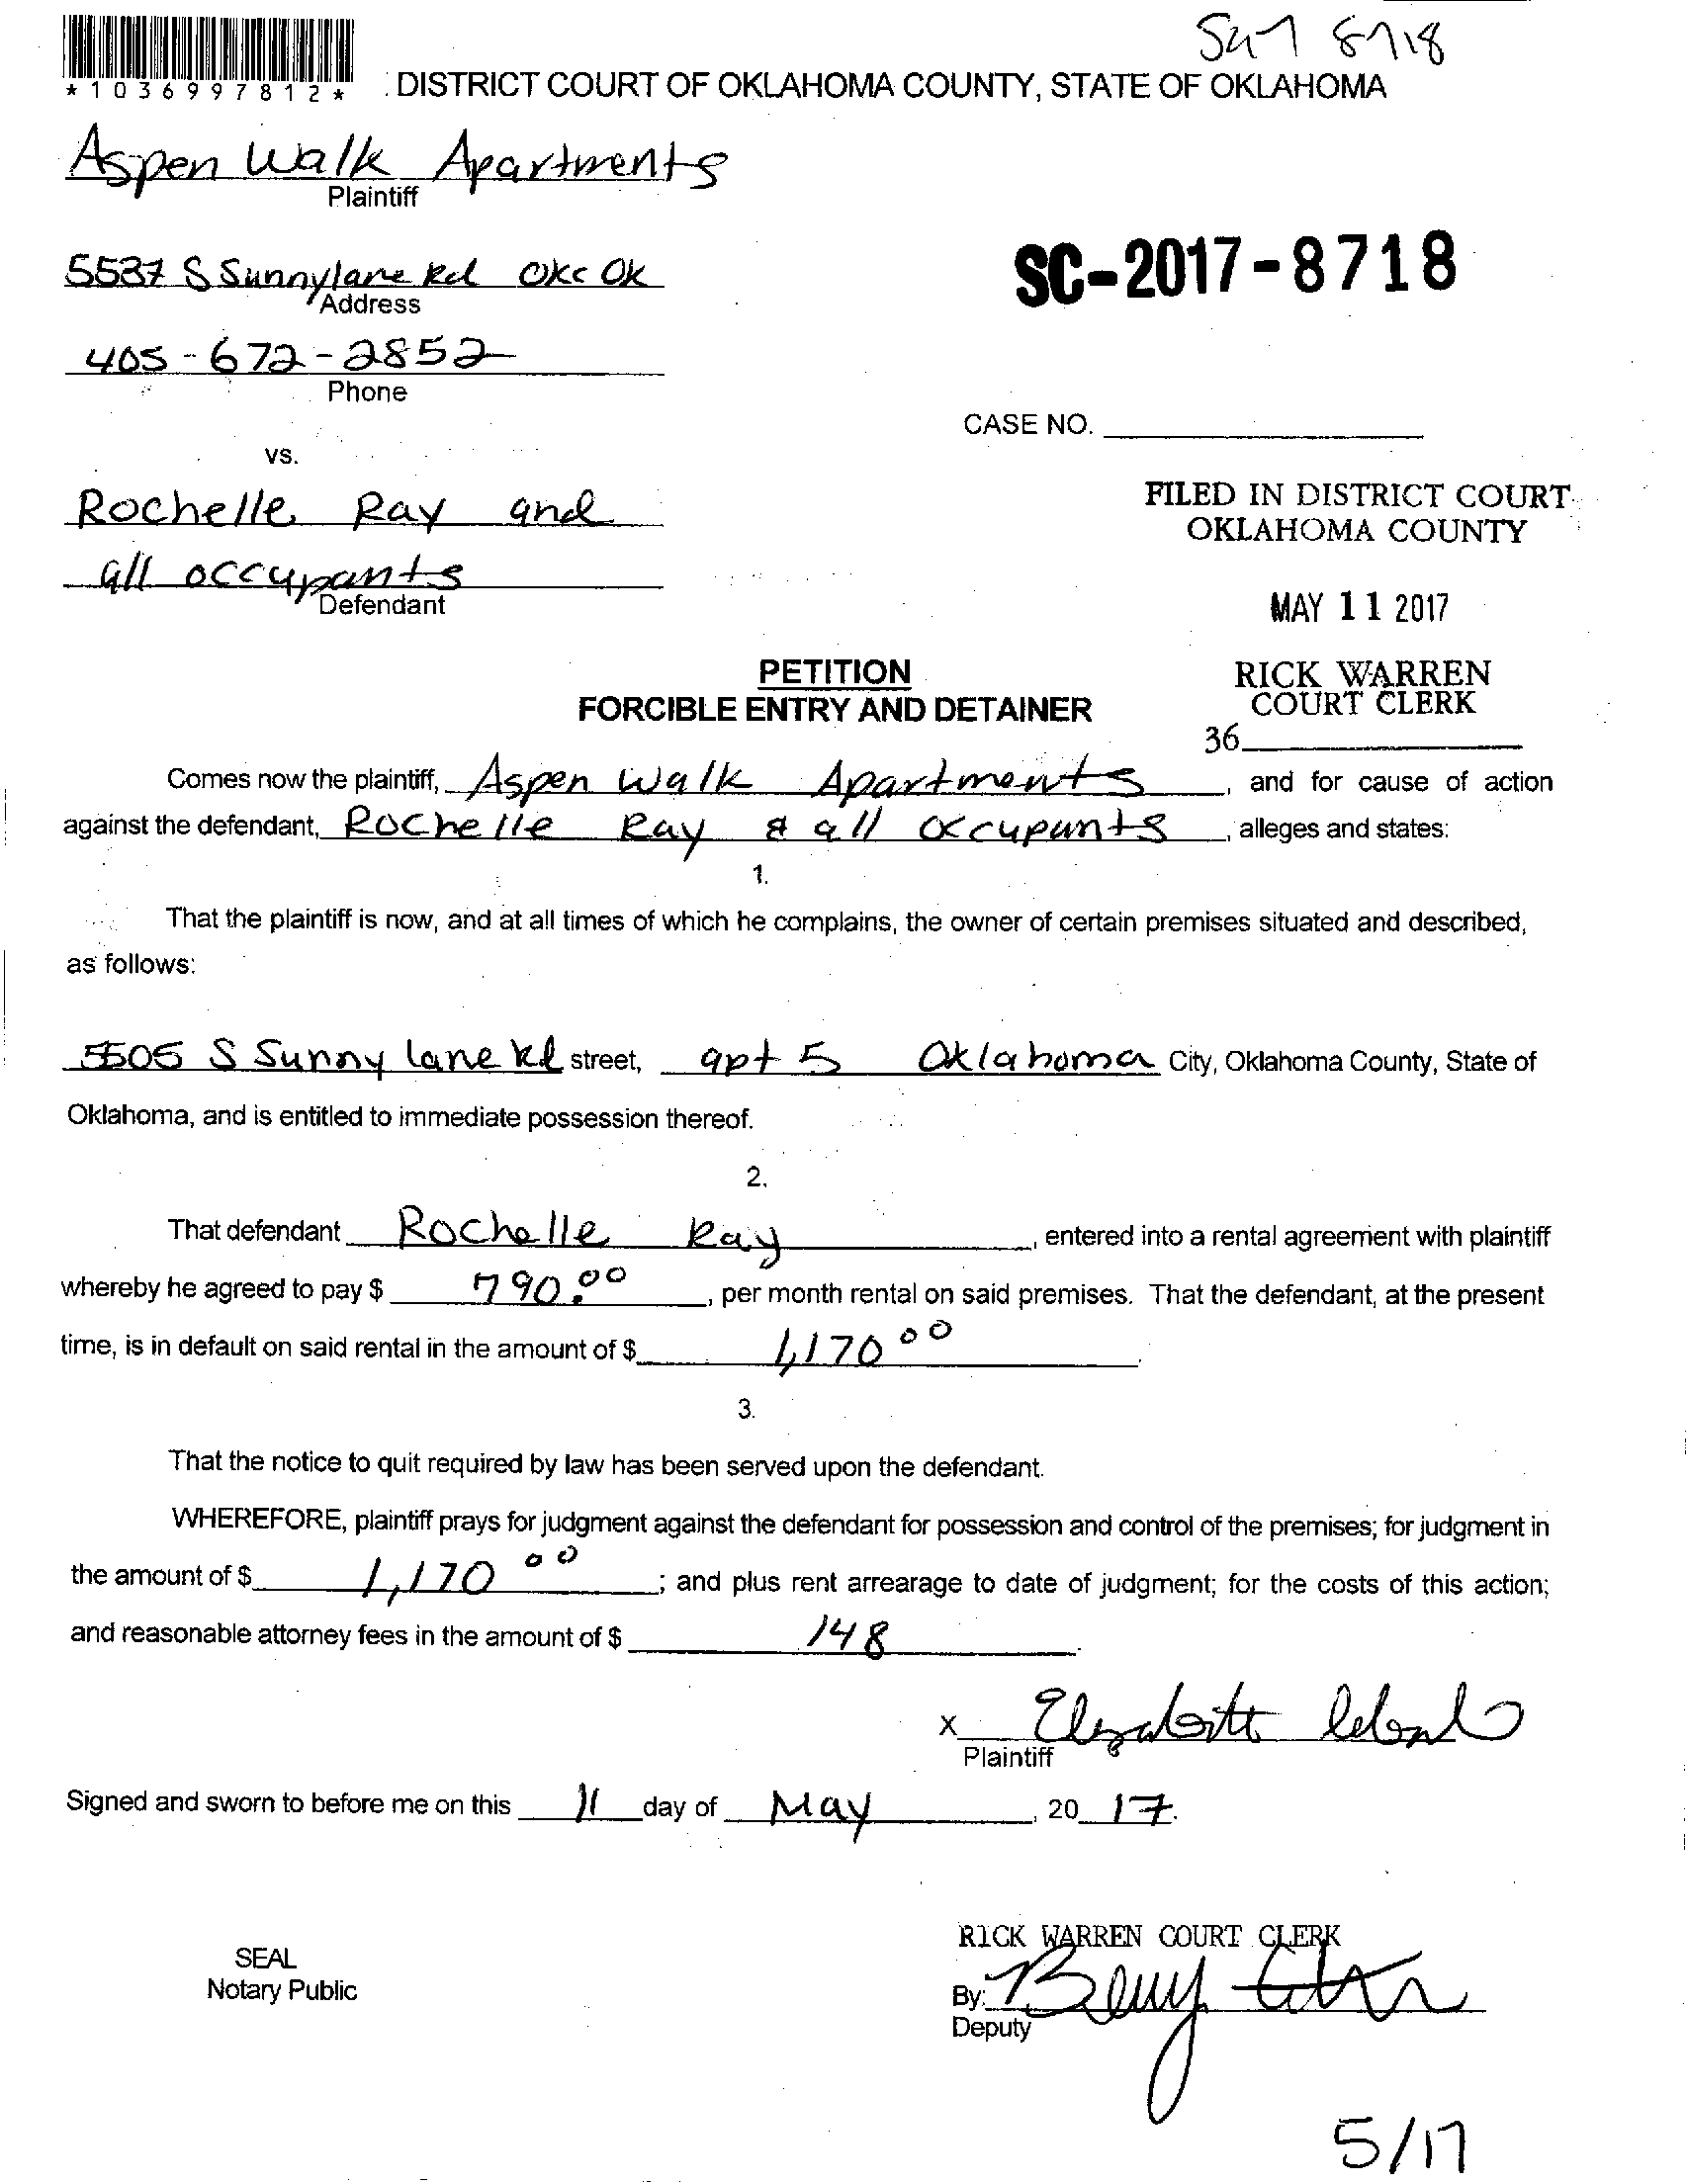 *1036997812*
DISTRICT COURT OF OKLAHOMA COUNTY, STATE OF OKLAHOMA
Aspen Walk Apartments
Plaintiff
5537 S Sunnylane Rd OKC OK
Address
SC-2017-8718
405-672-2852
Phone
CASE NO.
vs.
Rochelle Ray and
all occupants
Defendant
FILED IN DISTRICT COURT
OKLAHOMA COUNTY
MAY 11 2017
RICK WARREN
COURT CLERK
36
PETITION
FORCIBLE ENTRY AND DETAINER
Comes now the plaintiff, Aspen Walk Apartments, and for cause of action
against the defendant, Rochelle Ray & all occupants, alleges and states:
1.
That the plaintiff is now, and at all times of which he complains, the owner of certain premises situated and described,
as follows:
5505 S Sunny lane Rd street, apt 5 Oklahoma City, Oklahoma County, State of
Oklahoma, and is entitled to immediate possession thereof.
2.
That defendant Rochelle Ray, entered into a rental agreement with plaintiff
whereby he agreed to pay $ 790.00, per month rental on said premises. That the defendant, at the present
time, is in default on said rental in the amount of $ 1,170 00.
3.
That the notice to quit required by law has been served upon the defendant.
WHEREFORE, plaintiff prays for judgment against the defendant for possession and control of the premises; for judgment in
the amount of $ 1,170 00; and plus rent arrearage to date of judgment; for the costs of this action;
and reasonable attorney fees in the amount of $ 148.
x Elizabeth
Plaintiff
Signed and sworn to before me on this 11 day of May, 20 17.
SEAL
Notary Public
RICK WARREN COURT CLERK
By:
Deputy
5/17